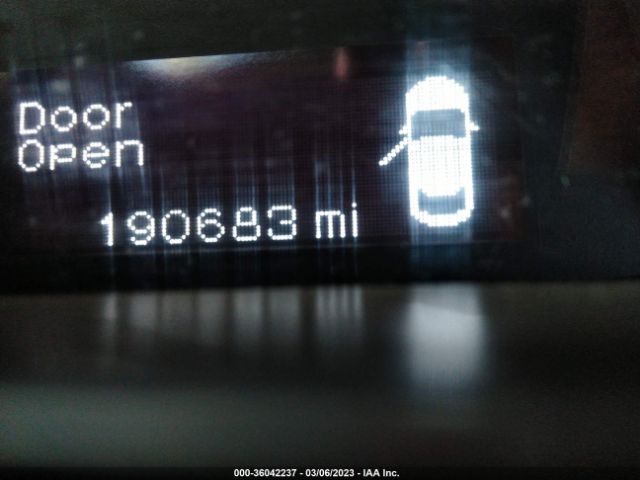 Door
Open
190683 mi
000-36042237 - 03/06/2023 - IAA Inc.